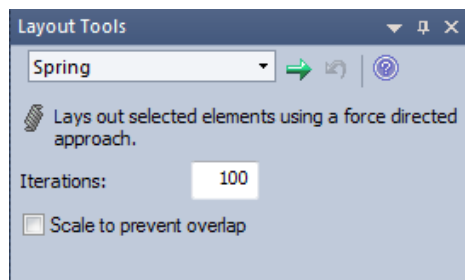 Layout Tools
Spring
Lays out selected elements using a force directed
approach.
Iterations: 100
Scale to prevent overlap